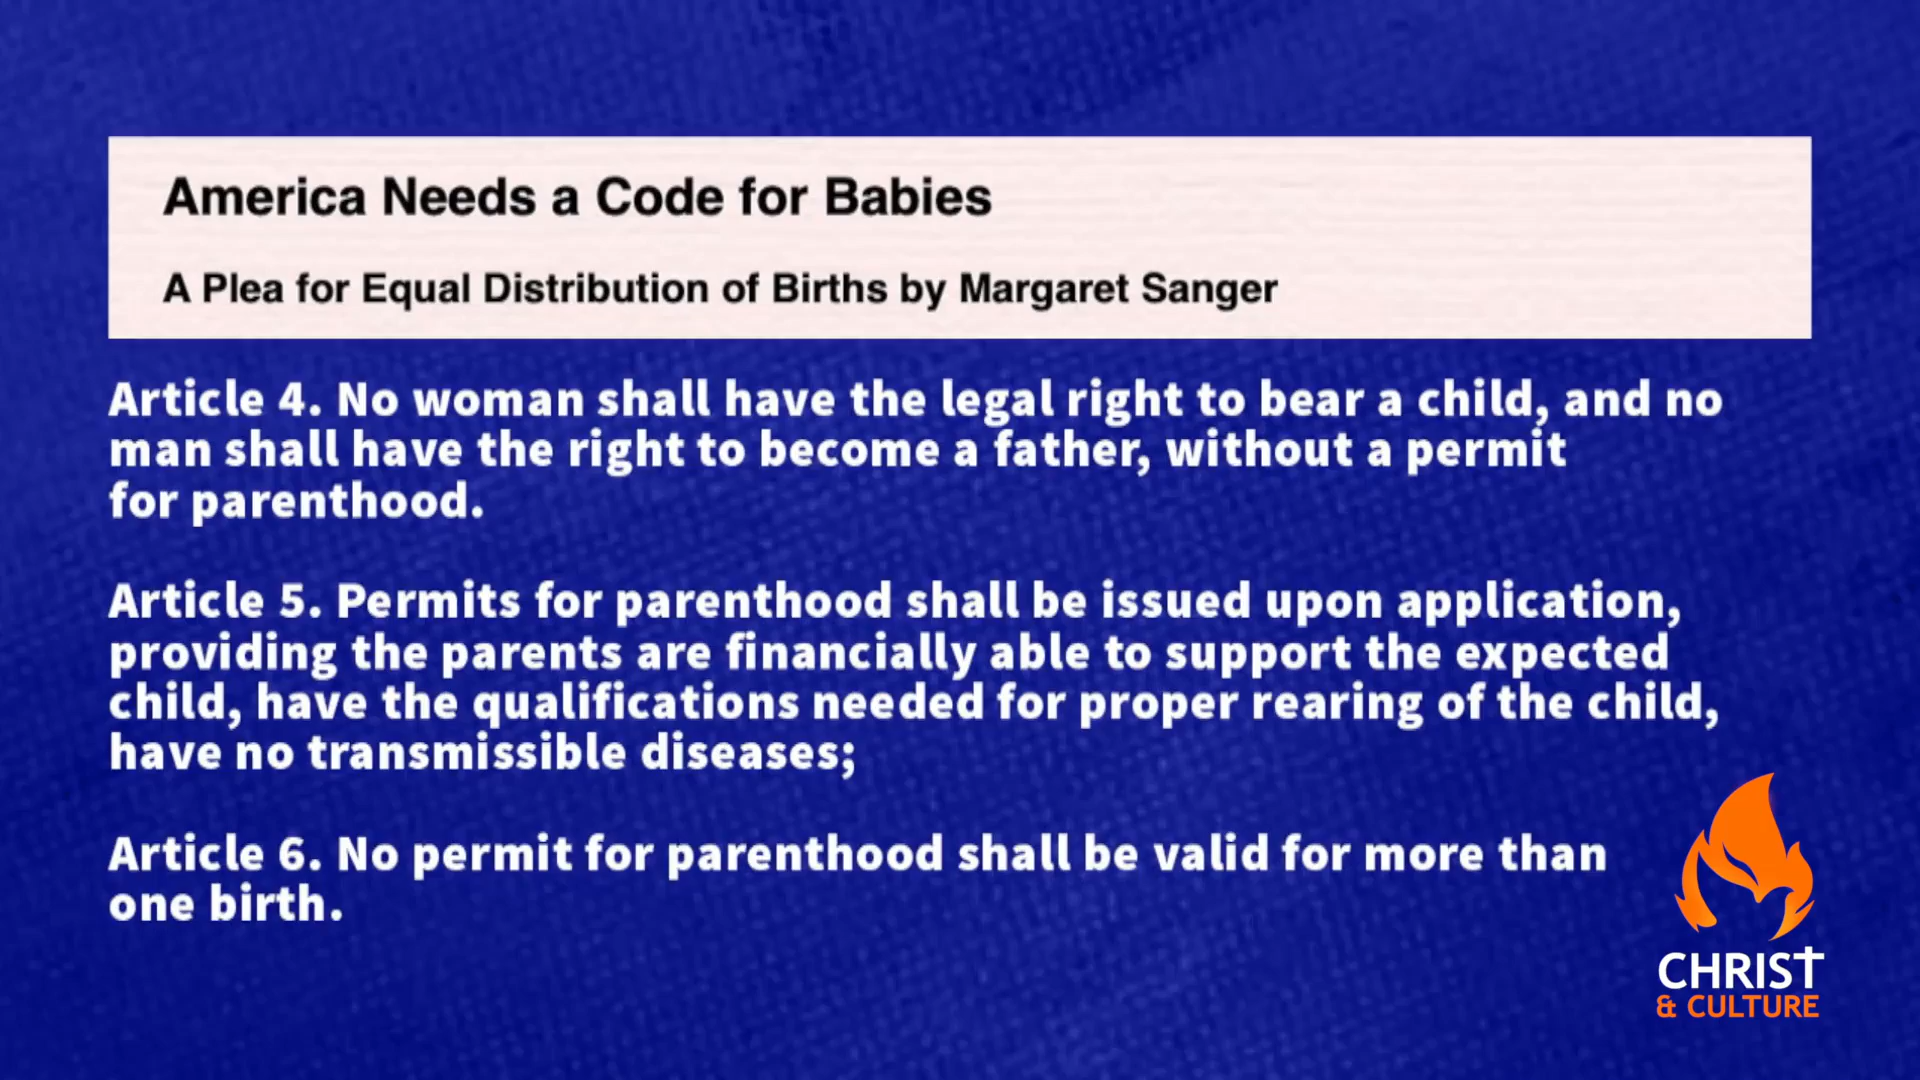 America Needs a Code for Babies
A Plea for Equal Distribution of Births by Margaret Sanger
Article 4. No woman shall have the legal right to bear a child, and no
man shall have the right to become a father, without a permit
for parenthood.
Article 5. Permits for parenthood shall be issued upon application,
providing the parents are financially able to support the expected
child, have the qualifications needed for proper rearing of the child,
have no transmissible diseases;
Article 6. No permit for parenthood shall be valid for more than
one birth.
CHRIST
& CULTURE